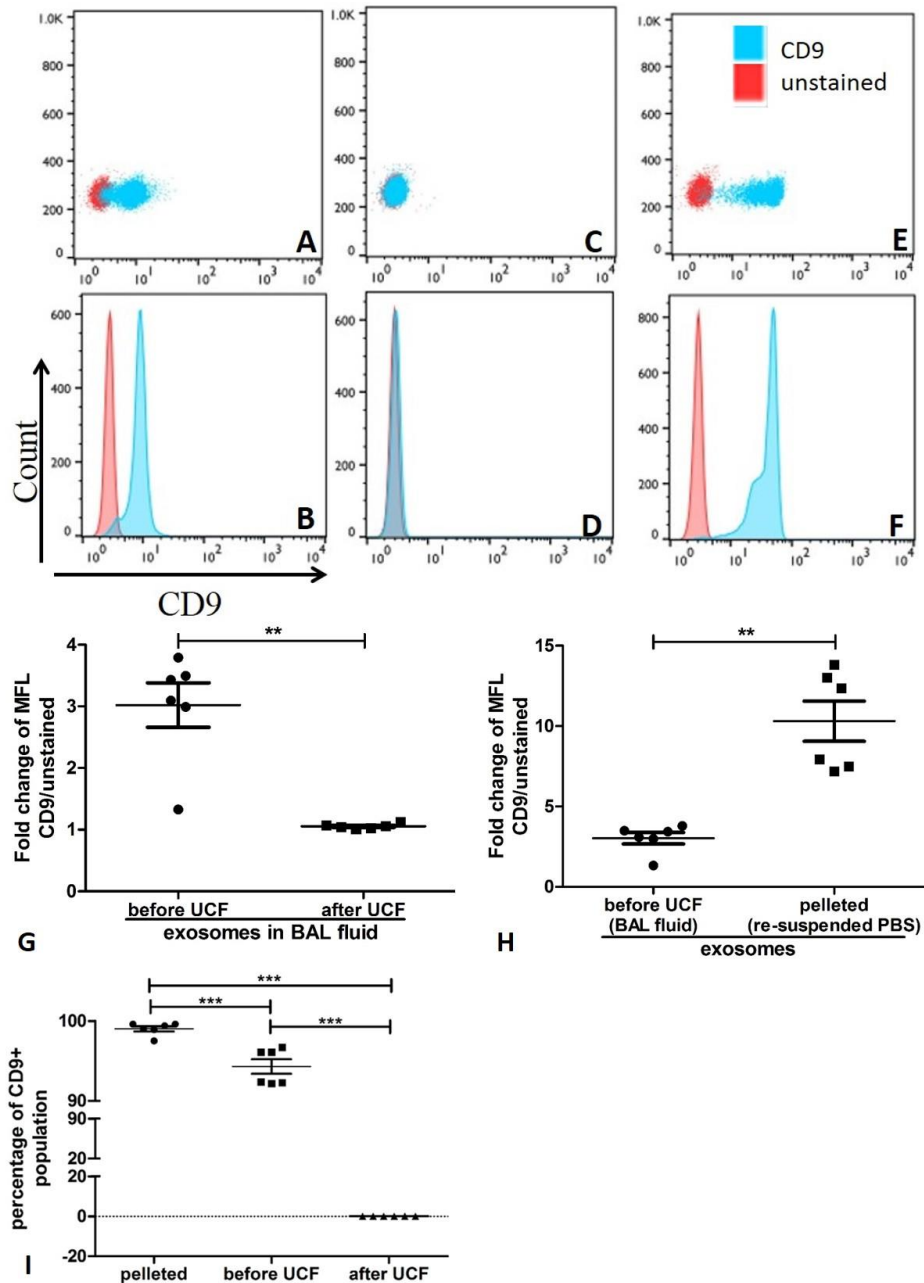 1.0K
800
600
400
200
0
10^0 10^1 10^2 10^3 10^4
A
1.0K
800
600
400
200
0
10^0 10^1 10^2 10^3 10^4
C
1.0K
800
600
400
200
0
10^0 10^1 10^2 10^3 10^4
CD9
unstained
E
Count
600
400
200
0
10^0 10^1 10^2 10^3 10^4
B
600
400
200
0
10^0 10^1 10^2 10^3 10^4
D
800
600
400
200
0
10^0 10^1 10^2 10^3 10^4
F
CD9
Fold change of MFL
CD9/unstained
4
3
2
1
0
**
before UCF after UCF
exosomes in BAL fluid
G
Fold change of MFL
CD9/unstained
15
10
5
0
**
before UCF pelleted
(BAL fluid) (re-suspended PBS)
exosomes
H
percentage of CD9+
population
100
90
90
20
20
0
-20
***
*** ***
pelleted before UCF after UCF
I